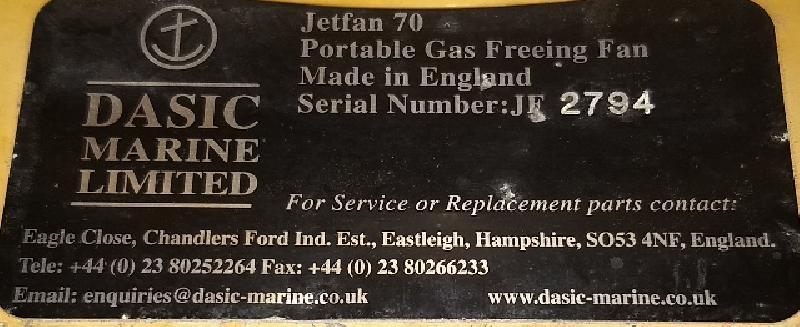 Jetfan 70
Portable Gas Freeing Fan
Made in England
Serial Number:JF 2794
DASIC
MARINE
LIMITED
For Service or Replacement parts contact:
Eagle Close, Chandlers Ford Ind. Est., Eastleigh, Hampshire, SO53 4NF, England.
Tele: +44 (0) 23 80252264 Fax: +44 (0) 23 80266233
Email: enquiries@dasic-marine.co.uk www.dasic-marine.co.uk